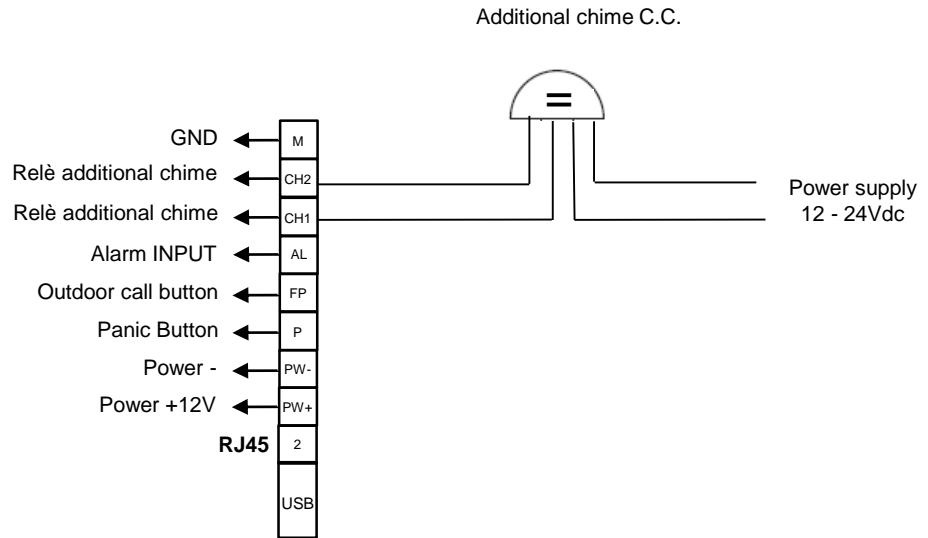 Additional chime C.C.
=
GND M
Relè additional chime CH2
Relè additional chime CH1
Power supply
12 - 24Vdc
Alarm INPUT AL
Outdoor call button FP
Panic Button P
Power - PW-
Power +12V PW+
RJ45 2
USB